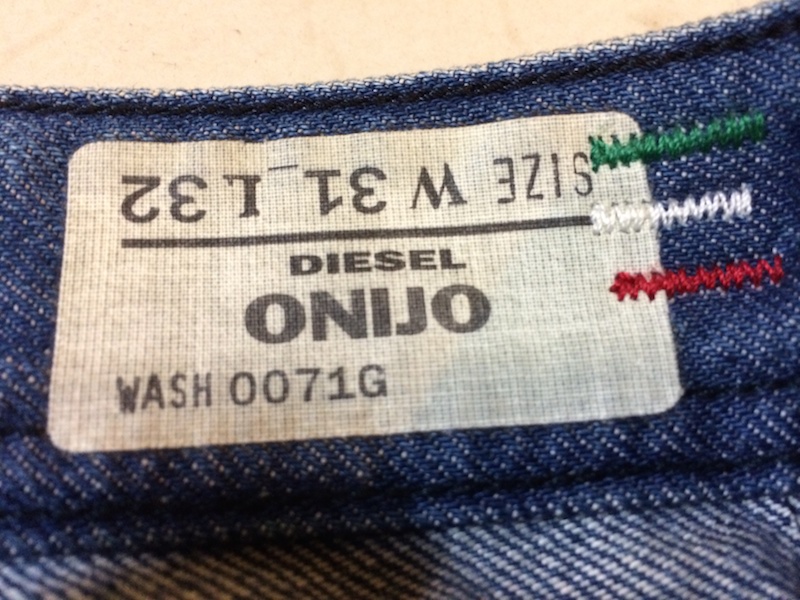 SIZE W 31 L 32
DIESEL
ONIJO
WASH 0071G